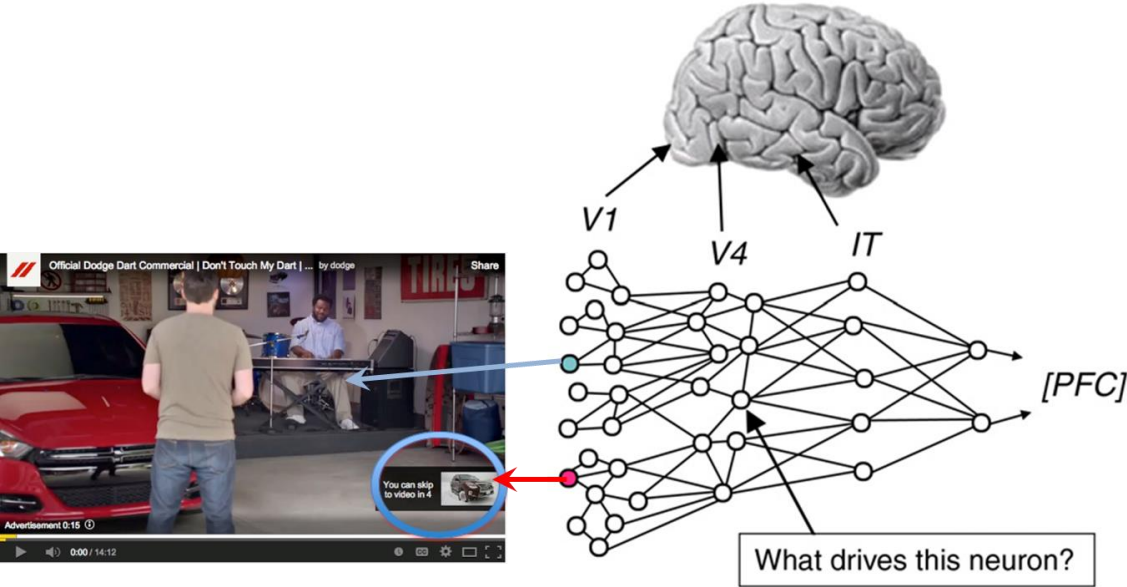 V1
V4
IT
Official Dodge Dart Commercial | Don't Touch My Dart | ... by dodge
Share
TIRES
[PFC]
You can skip
to video in 4
Advertisement 0:15
0:00 / 14:12
CC
What drives this neuron?